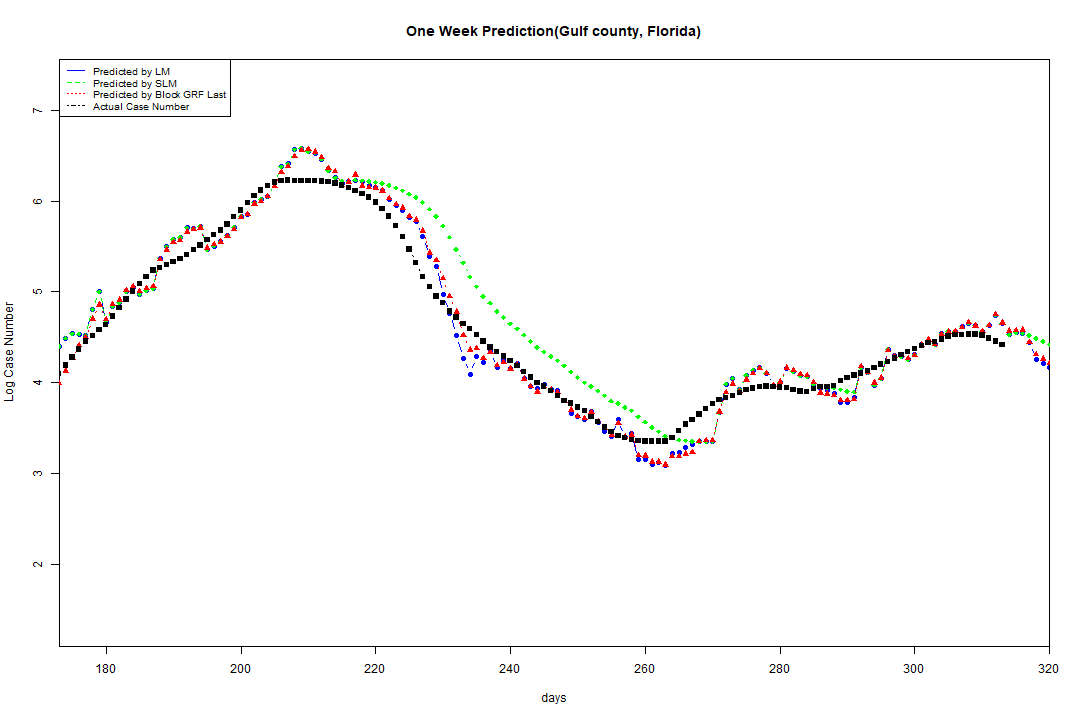 One Week Prediction(Gulf county, Florida)
Predicted by LM
Predicted by SLM
Predicted by Block GRF Last
Actual Case Number
7
6
5
4
3
2
Log Case Number
180 200 220 240 260 280 300 320
days